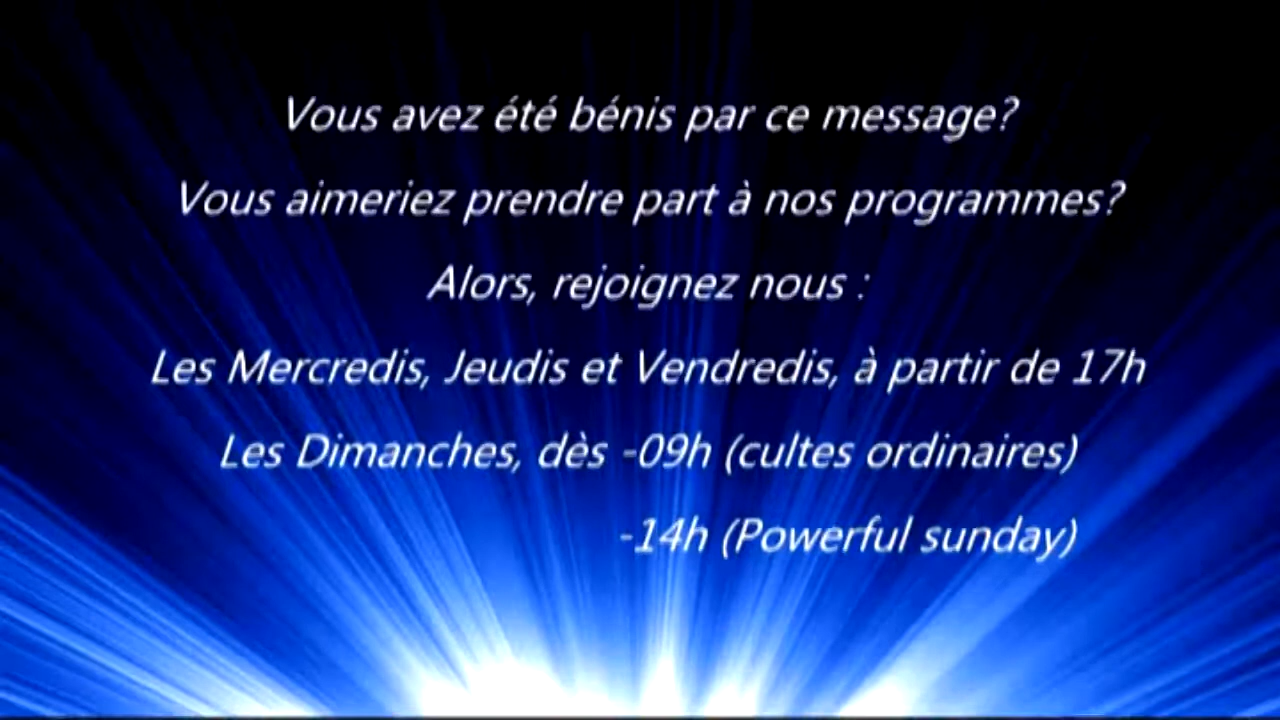 Vous avez été bénis par ce message?
Vous aimeriez prendre part à nos programmes?
Alors, rejoignez nous :
Les Mercredis, Jeudis et Vendredis, à partir de 17h
Les Dimanches, dès -09h (cultes ordinaires)
-14h (Powerful sunday)